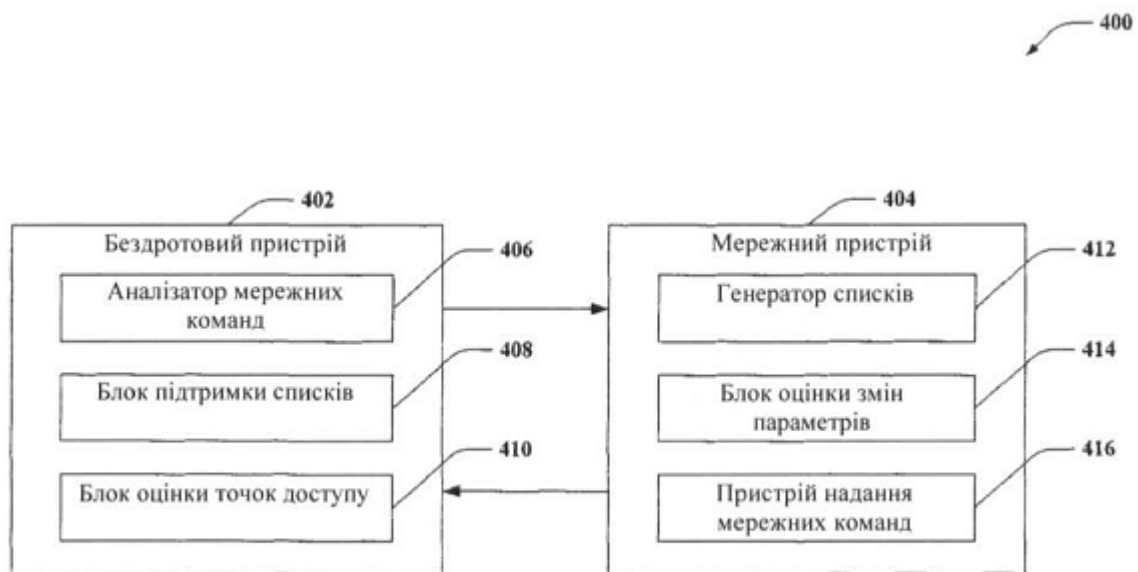 400
402
404
Бездротовий пристрій
406
Мережний пристрій
412
Аналізатор мережних
команд
Генератор списків
408
414
Блок підтримки списків
Блок оцінки змін
параметрів
410
416
Блок оцінки точок доступу
Пристрій надання
мережних команд